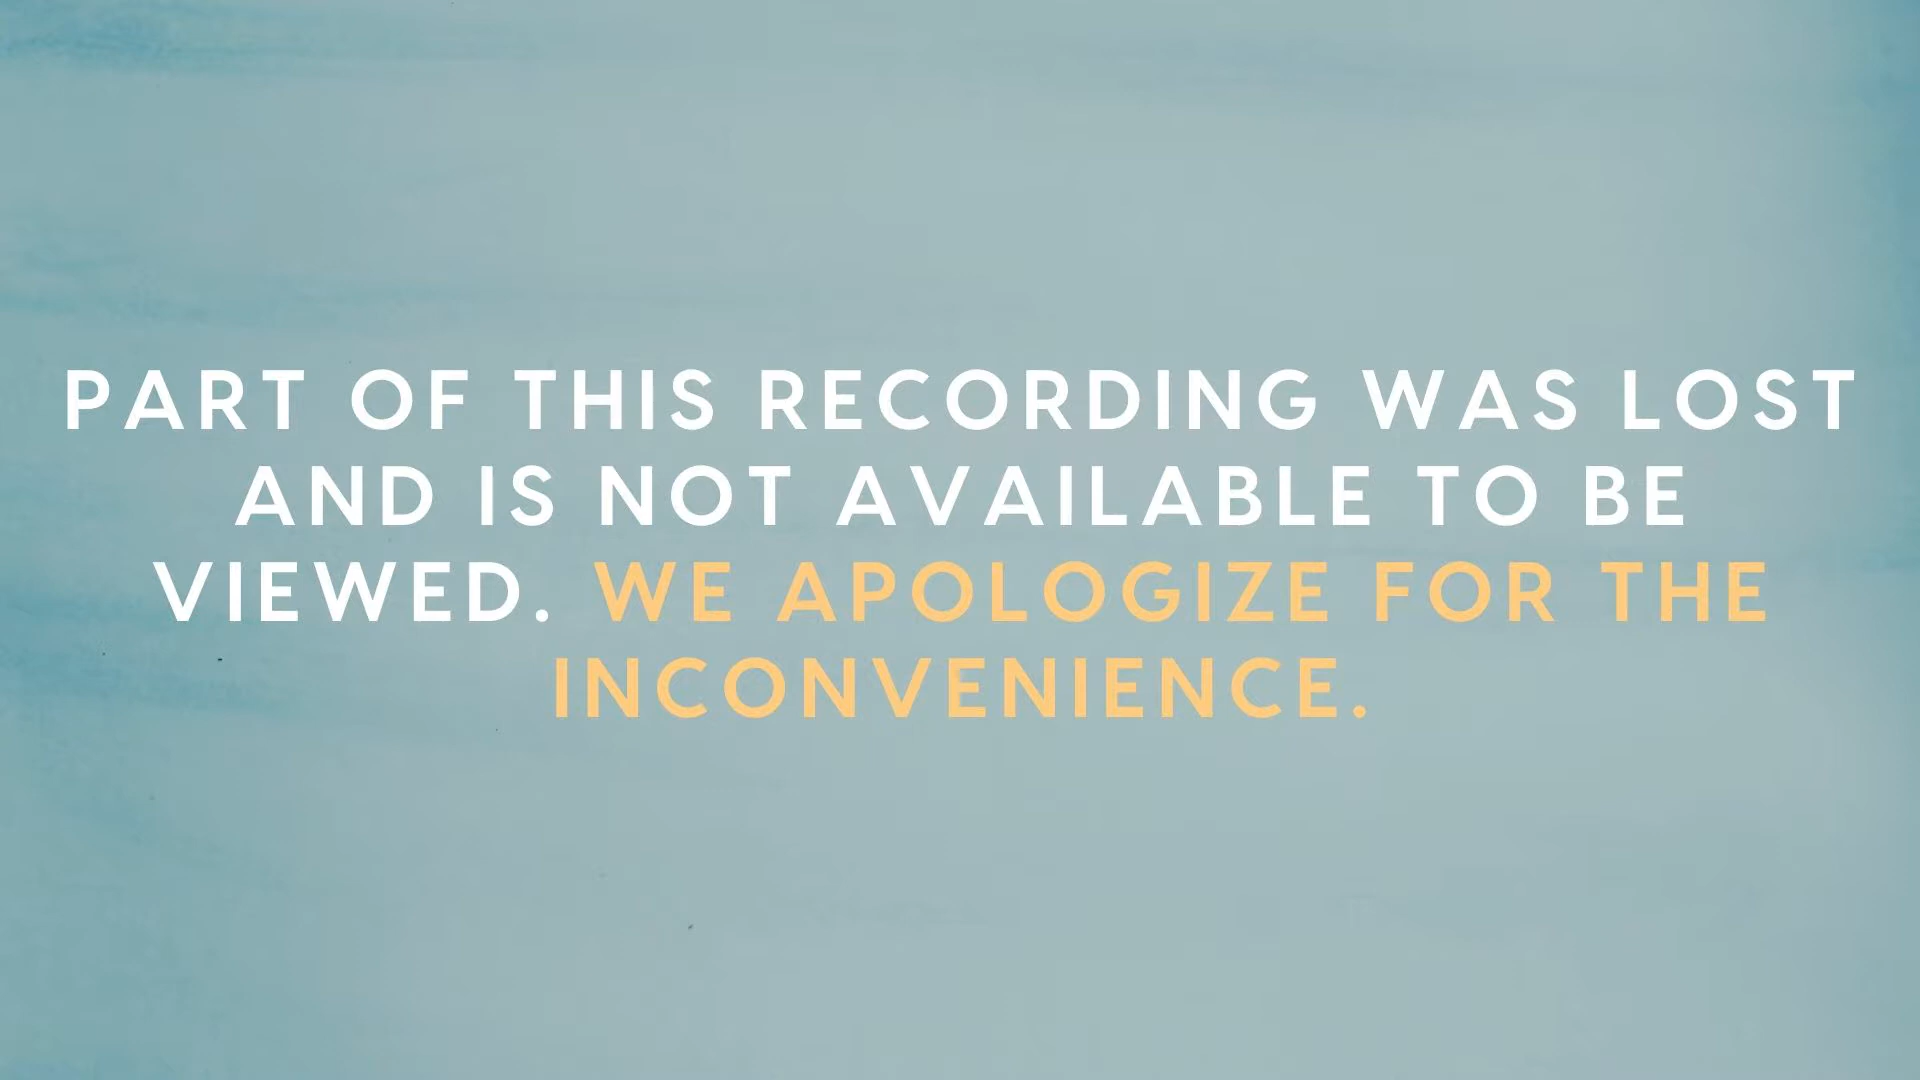 PART OF THIS RECORDING WAS LOST
AND IS NOT AVAILABLE TO BE
VIEWED. WE APOLOGIZE FOR THE
INCONVENIENCE.